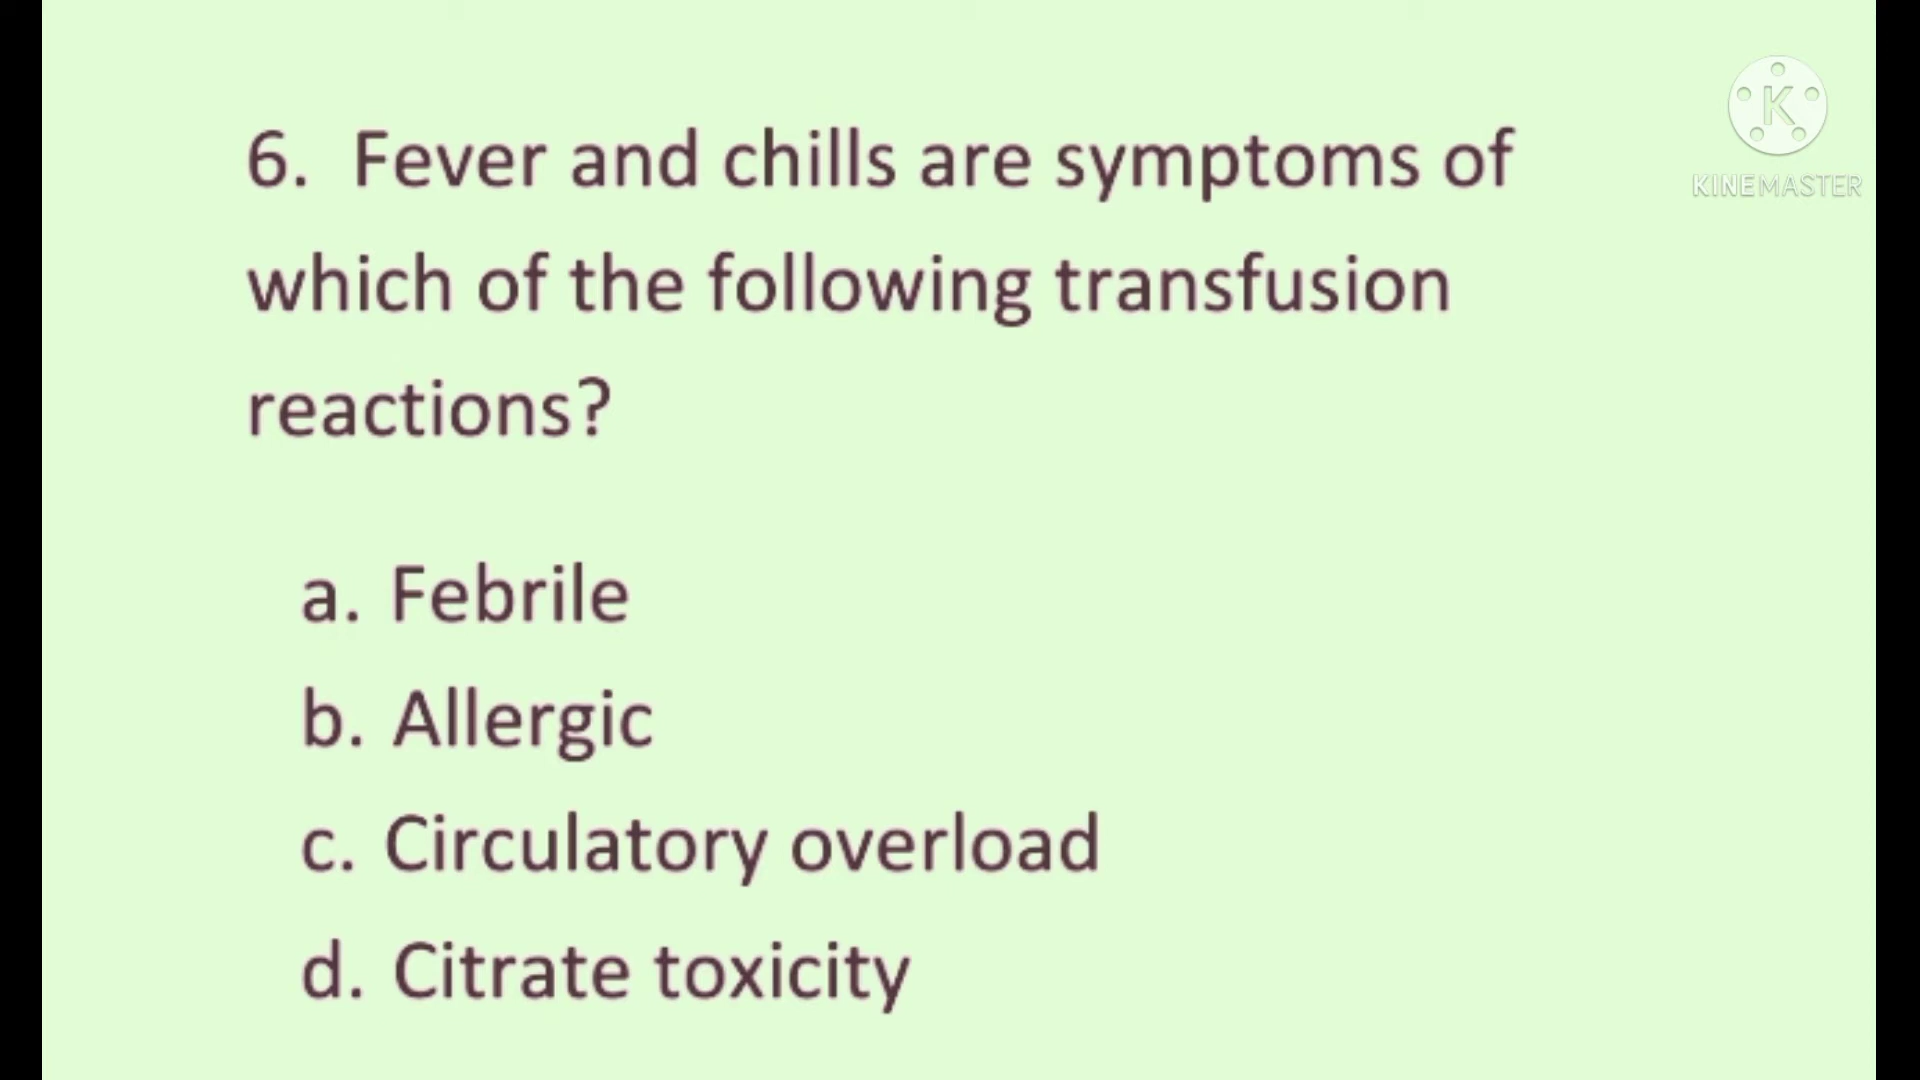 6. Fever and chills are symptoms of
which of the following transfusion
reactions?
a. Febrile
b. Allergic
c. Circulatory overload
d. Citrate toxicity
K
KINEMASTER